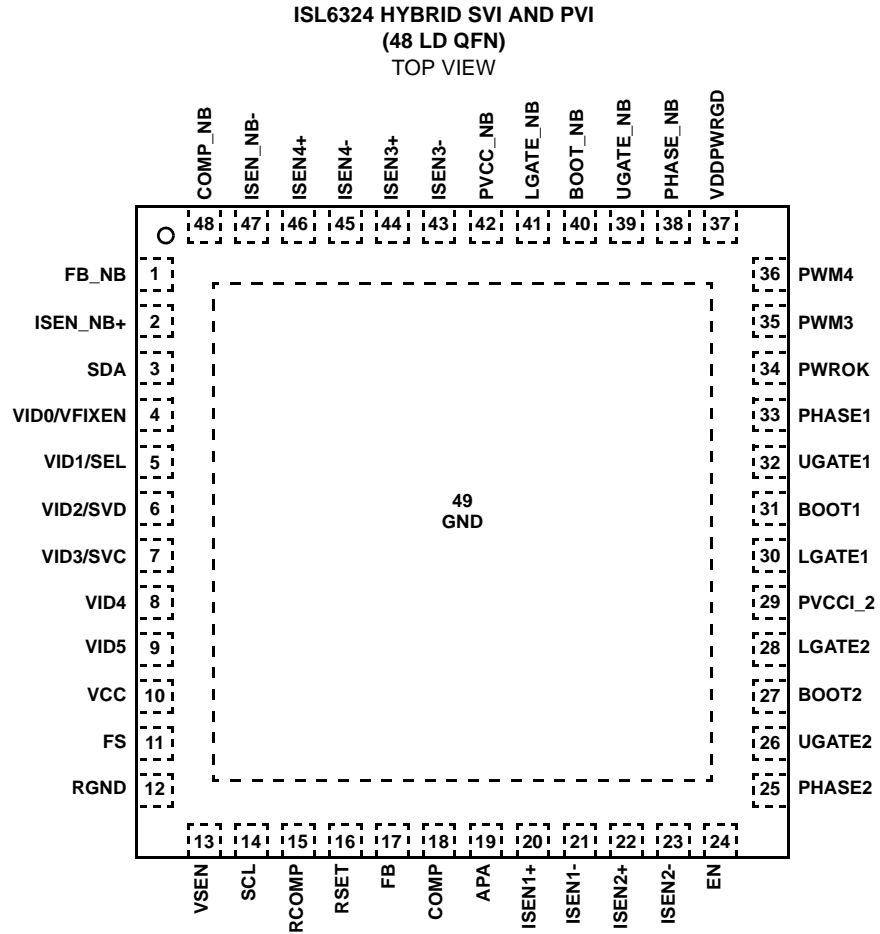 ISL6324 HYBRID SVI AND PVI
(48 LD QFN)
TOP VIEW
COMP_NB
ISEN_NB-
ISEN4+
ISEN4-
ISEN3+
ISEN3-
PVCC_NB
LGATE_NB
BOOT_NB
UGATE_NB
PHASE_NB
VDDPWRGD
48 47 46 45 44 43 42 41 40 39 38 37
FB_NB 1
ISEN_NB+ 2
SDA 3
VID0/VFIXEN 4
VID1/SEL 5
VID2/SVD 6
VID3/SVC 7
VID4 8
VID5 9
VCC 10
FS 11
RGND 12
49
GND
36 PWM4
35 PWM3
34 PWROK
33 PHASE1
32 UGATE1
31 BOOT1
30 LGATE1
29 PVCCI_2
28 LGATE2
27 BOOT2
26 UGATE2
25 PHASE2
13 14 15 16 17 18 19 20 21 22 23 24
VSEN
SCL
RCOMP
RSET
FB
COMP
APA
ISEN1+
ISEN1-
ISEN2+
ISEN2-
EN